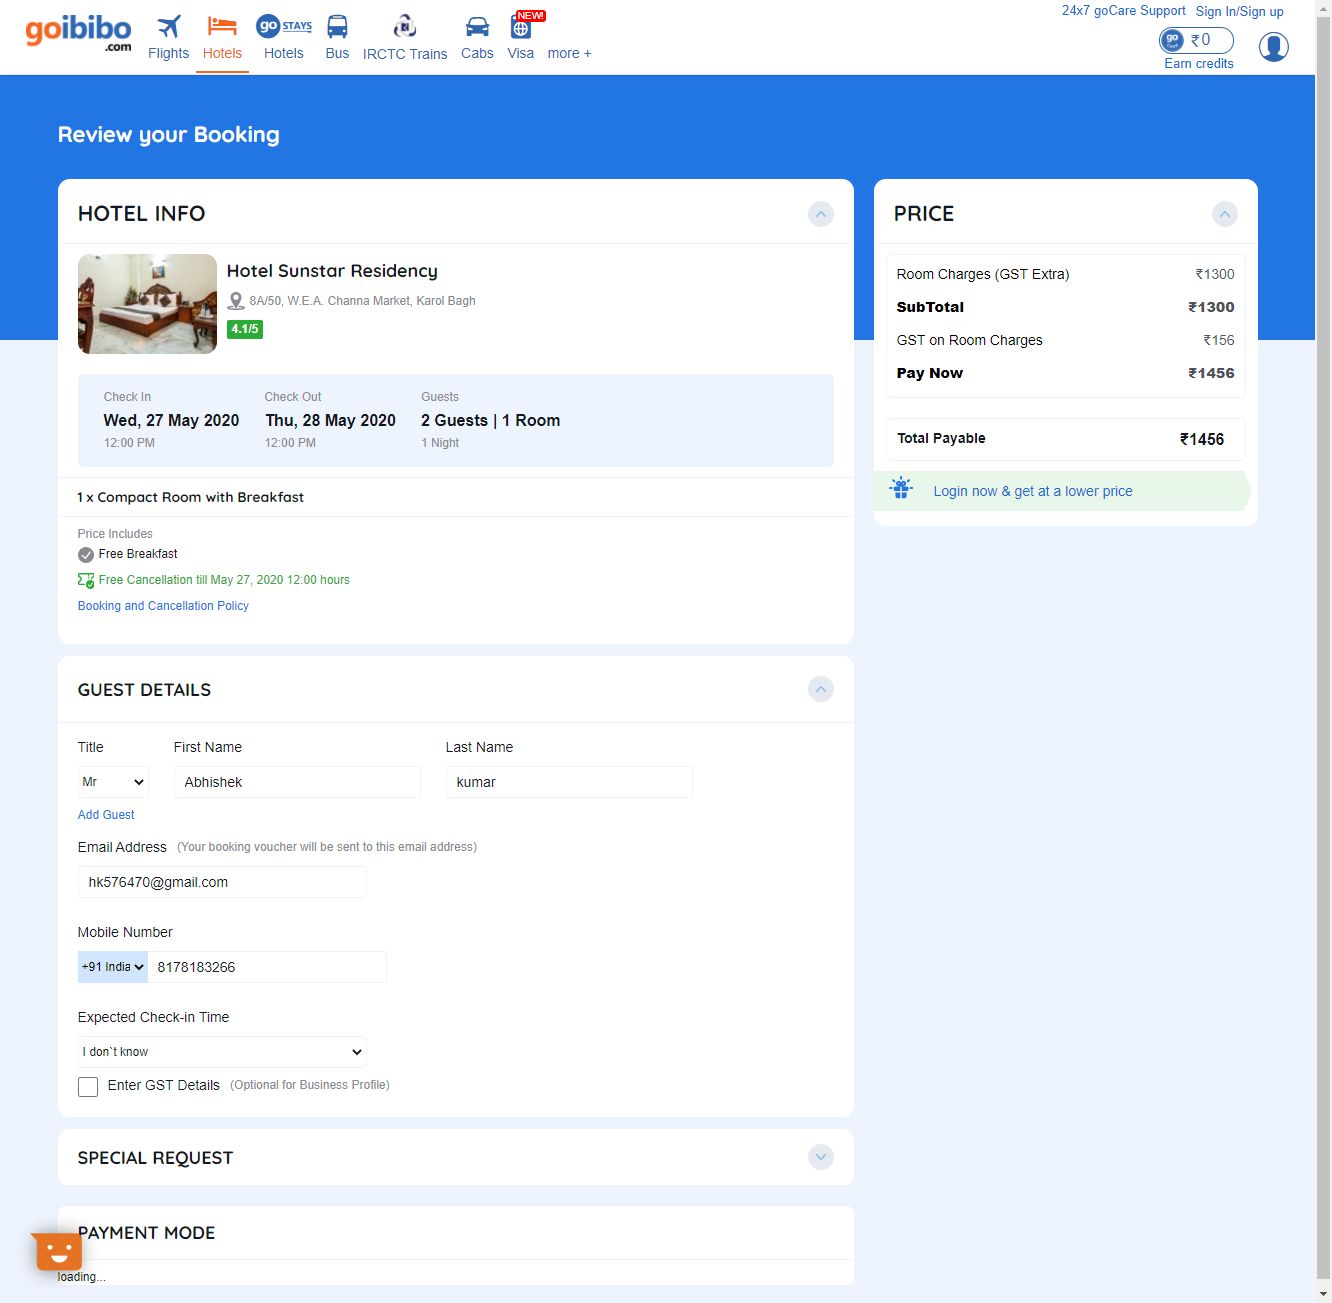 24x7 goCare Support Sign In/Sign up
goibibo.com
go STAYS
NEW!
Flights Hotels Hotels Bus IRCTC Trains Cabs Visa more +
go Cash ₹ 0
Earn credits
Review your Booking
HOTEL INFO
Hotel Sunstar Residency
8A/50, W.E.A. Channa Market, Karol Bagh
4.1/5
Check In Check Out Guests
Wed, 27 May 2020 Thu, 28 May 2020 2 Guests | 1 Room
12:00 PM 12:00 PM 1 Night
1 x Compact Room with Breakfast
Price Includes
Free Breakfast
Free Cancellation till May 27, 2020 12:00 hours
Booking and Cancellation Policy
PRICE
Room Charges (GST Extra) ₹1300
SubTotal ₹1300
GST on Room Charges ₹156
Pay Now ₹1456
Total Payable ₹1456
Login now & get at a lower price
GUEST DETAILS
Title First Name Last Name
Mr Abhishek kumar
Add Guest
Email Address (Your booking voucher will be sent to this email address)
hk576470@gmail.com
Mobile Number
+91 India 8178183266
Expected Check-in Time
I don`t know
Enter GST Details (Optional for Business Profile)
SPECIAL REQUEST
PAYMENT MODE
loading...